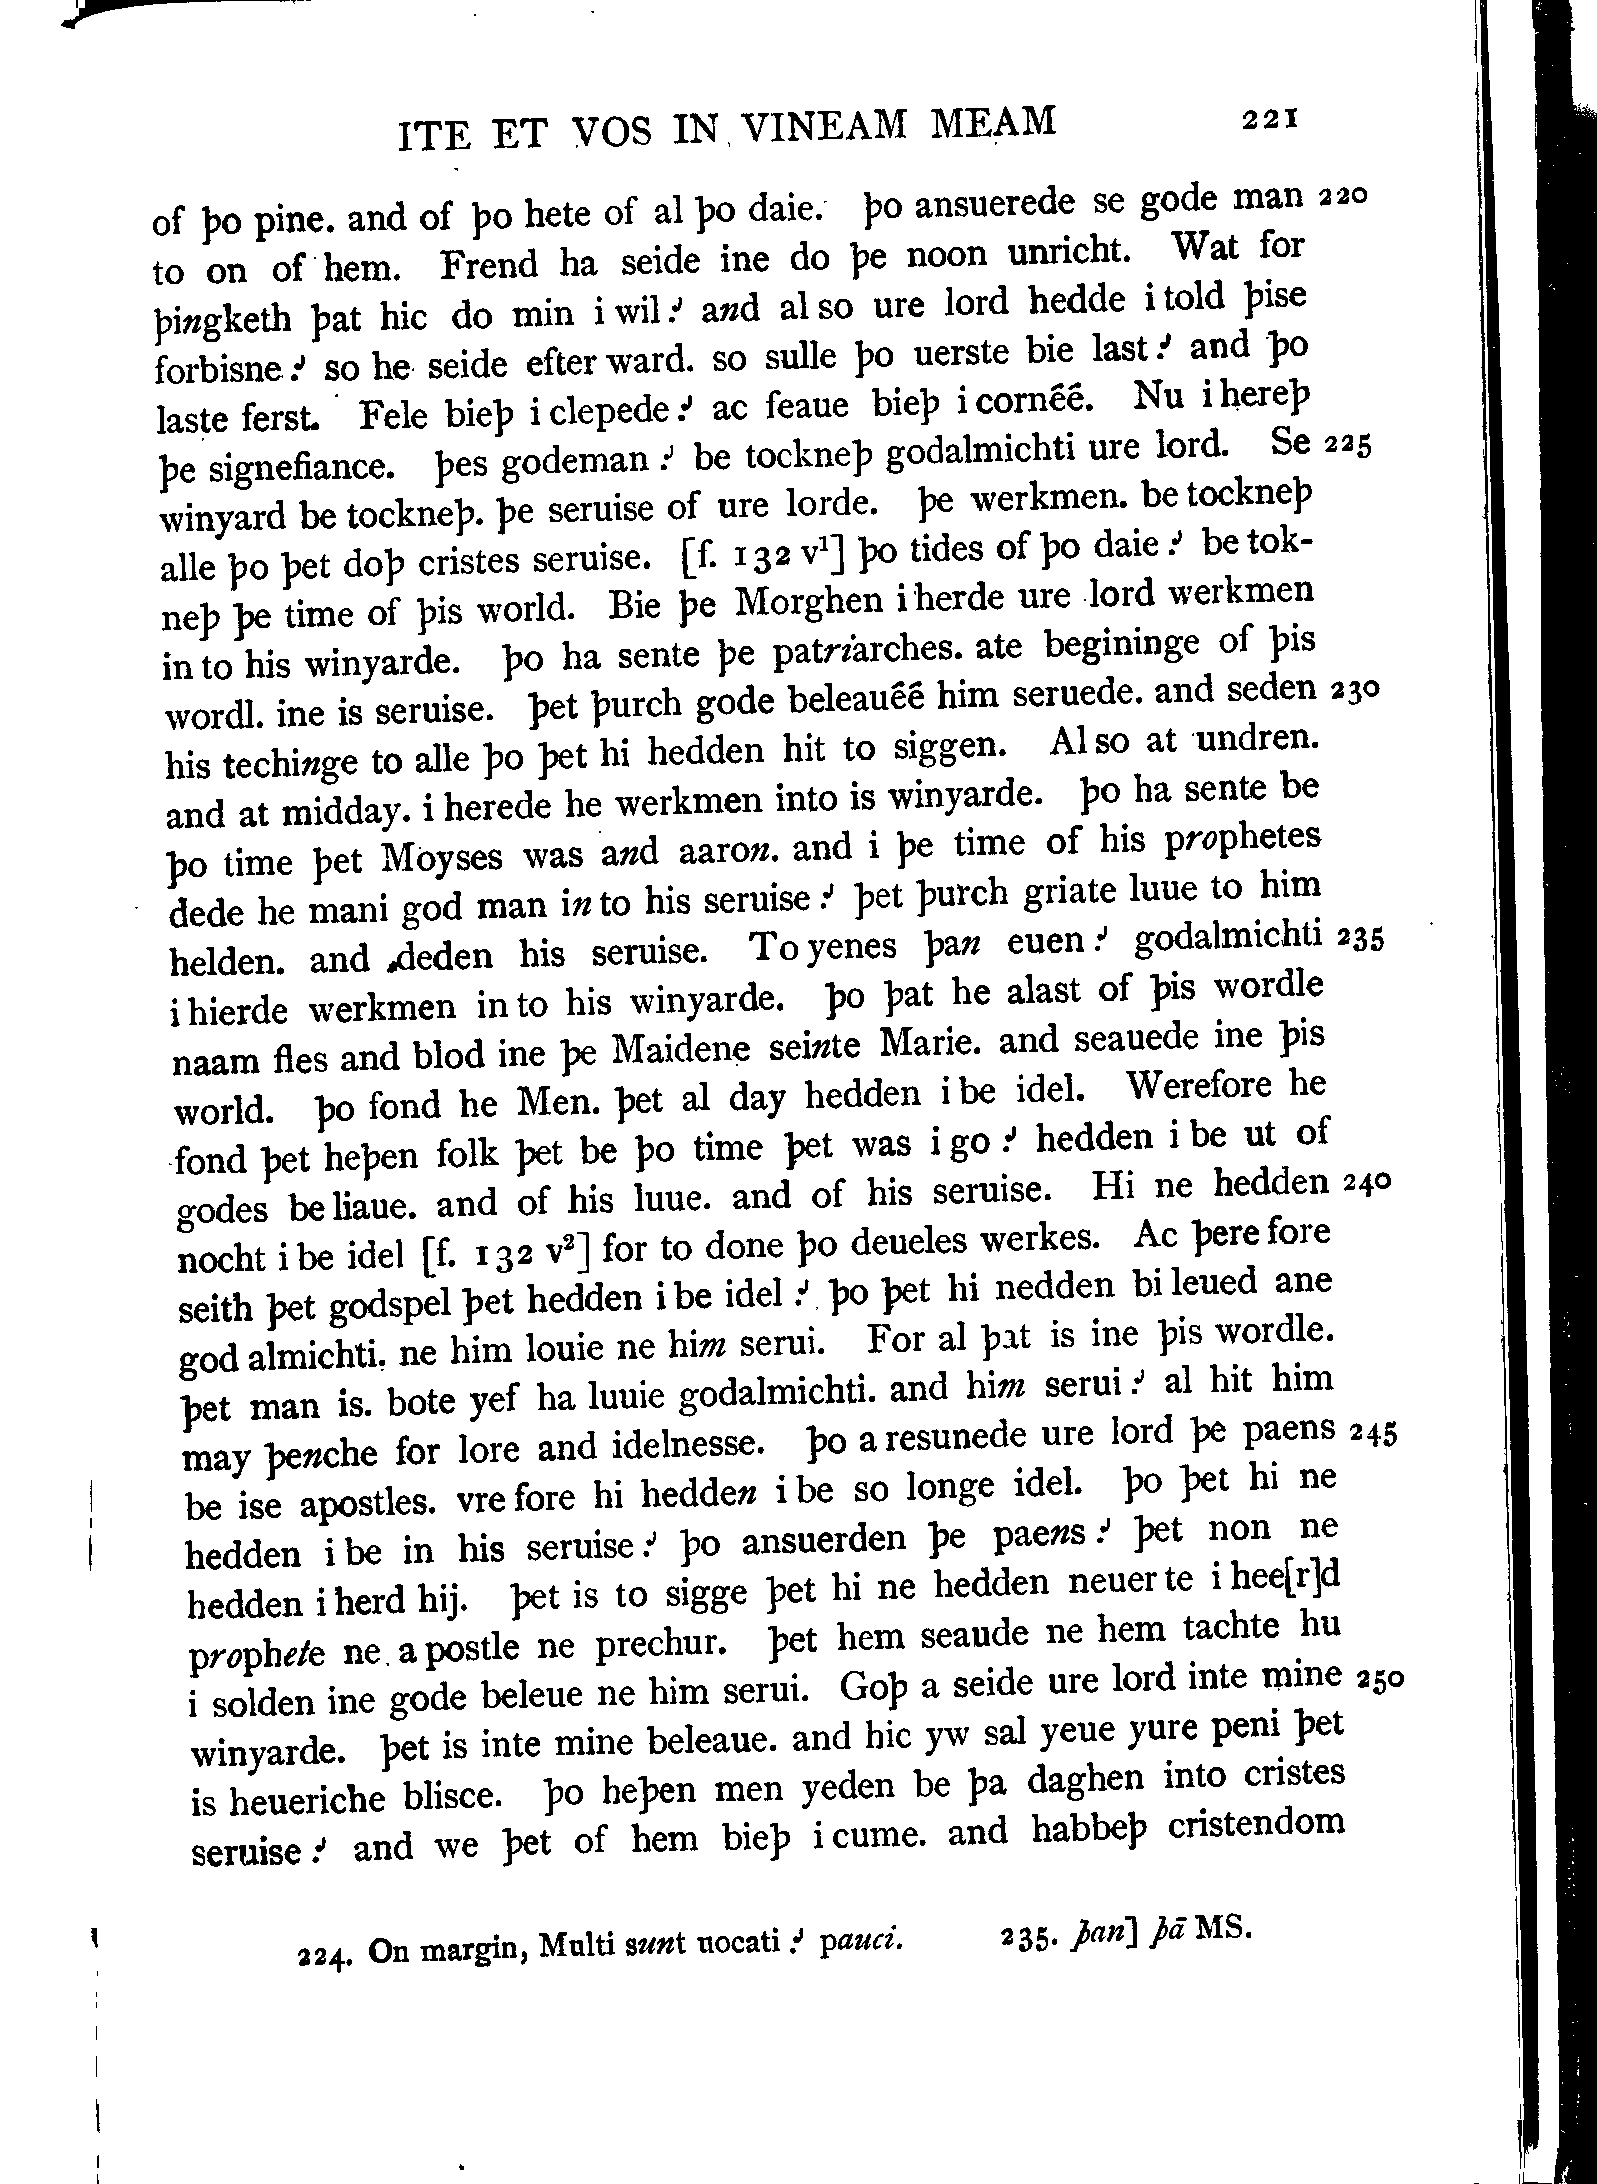 ITE ET VOS IN VINEAM MEAM 221
of þo pine. and of þo hete of al þo daie. þo ansuerede se gode man 220
to on of hem. Frend ha seide ine do þe noon unricht. Wat for
þingketh þat hic do min i wil⹎ and al so ure lord hedde i told þise
forbisne⹎ so he seide efter ward. so sulle þo uerste bie last⹎ and þo
laste ferst. Fele bieþ i clepede⹎ ac feaue bieþ i cornêê. Nu i hereþ
þe signefiance. þes godeman⹎ be tockneþ godalmichti ure lord. Se 225
winyard be tockneþ. þe seruise of ure lorde. þe werkmen. be tockneþ
alle þo þet doþ cristes seruise. [f. 132 v¹] þo tides of þo daie⹎ be tok-
neþ þe time of þis world. Bie þe Morghen i herde ure lord werkmen
in to his winyarde. þo ha sente þe patriarches. ate begininge of þis
wordl. ine is seruise. þet þurch gode beleauêê him seruede. and seden 230
his techinge to alle þo þet hi hedden hit to siggen. Al so at undren.
and at midday. i herede he werkmen into is winyarde. þo ha sente be
þo time þet Moyses was and aaron. and i þe time of his prophetes
dede he mani god man in to his seruise⹎ þet þurch griate luue to him
helden. and deden his seruise. To yenes þan euen⹎ godalmichti 235
i hierde werkmen in to his winyarde. þo þat he alast of þis wordle
naam fles and blod ine þe Maidene seinte Marie. and seauede ine þis
world. þo fond he Men. þet al day hedden i be idel. Werefore he
fond þet heþen folk þet be þo time þet was i go⹎ hedden i be ut of
godes be liaue. and of his luue. and of his seruise. Hi ne hedden 240
nocht i be idel [f. 132 v²] for to done þo deueles werkes. Ac þere fore
seith þet godspel þet hedden i be idel⹎ þo þet hi nedden bi leued ane
god almichti. ne him louie ne him serui. For al þat is ine þis wordle.
þet man is. bote yef ha luuie godalmichti. and him serui⹎ al hit him
may þenche for lore and idelnesse. þo a resunede ure lord þe paens 245
be ise apostles. vre fore hi hedden i be so longe idel. þo þet hi ne
hedden i be in his seruise⹎ þo ansuerden þe paens⹎ þet non ne
hedden i herd hij. þet is to sigge þet hi ne hedden neuer te i hee[r]d
prophete ne a postle ne prechur. þet hem seaude ne hem tachte hu
i solden ine gode beleue ne him serui. Goþ a seide ure lord inte mine 250
winyarde. þet is inte mine beleaue. and hic yw sal yeue yure peni þet
is heueriche blisce. þo heþen men yeden be þa daghen into cristes
seruise⹎ and we þet of hem bieþ i cume. and habbeþ cristendom
224. On margin, Multi sunt uocati⹎ pauci. 235. þan] þā MS.